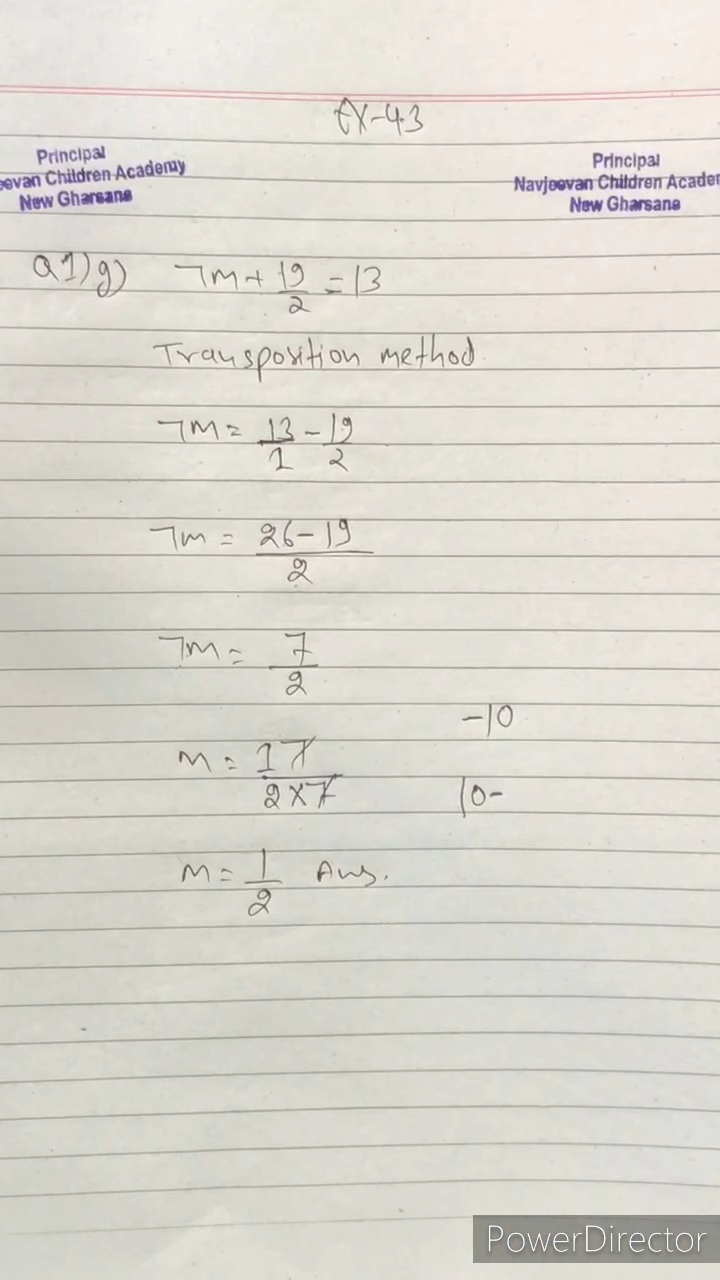 EX-4.3
Principal
eevan Children Academy
New Gharsana
Principal
Navjeevan Children Acader
New Gharsana
Q1) g) 7m + 19/2 = 13
Transposition method.
7m = 13/1 - 19/2
7m = 26-19/2
7m = 7/2
-10
m = 1 7/2×7
10-
m = 1/2 Ans.
PowerDirector